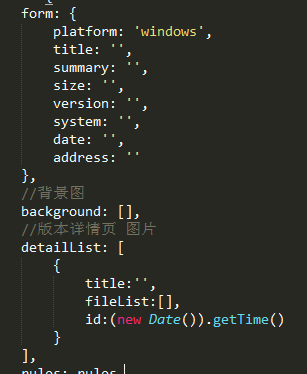 form: {
platform: 'windows',
title: '',
summary: '',
size: '',
version: '',
system: '',
date: '',
address: ''
},
//背景图
background: [],
//版本详情页 图片
detailList: [
{
title:'',
fileList:[],
id:(new Date()).getTime()
}
],
rules: rules